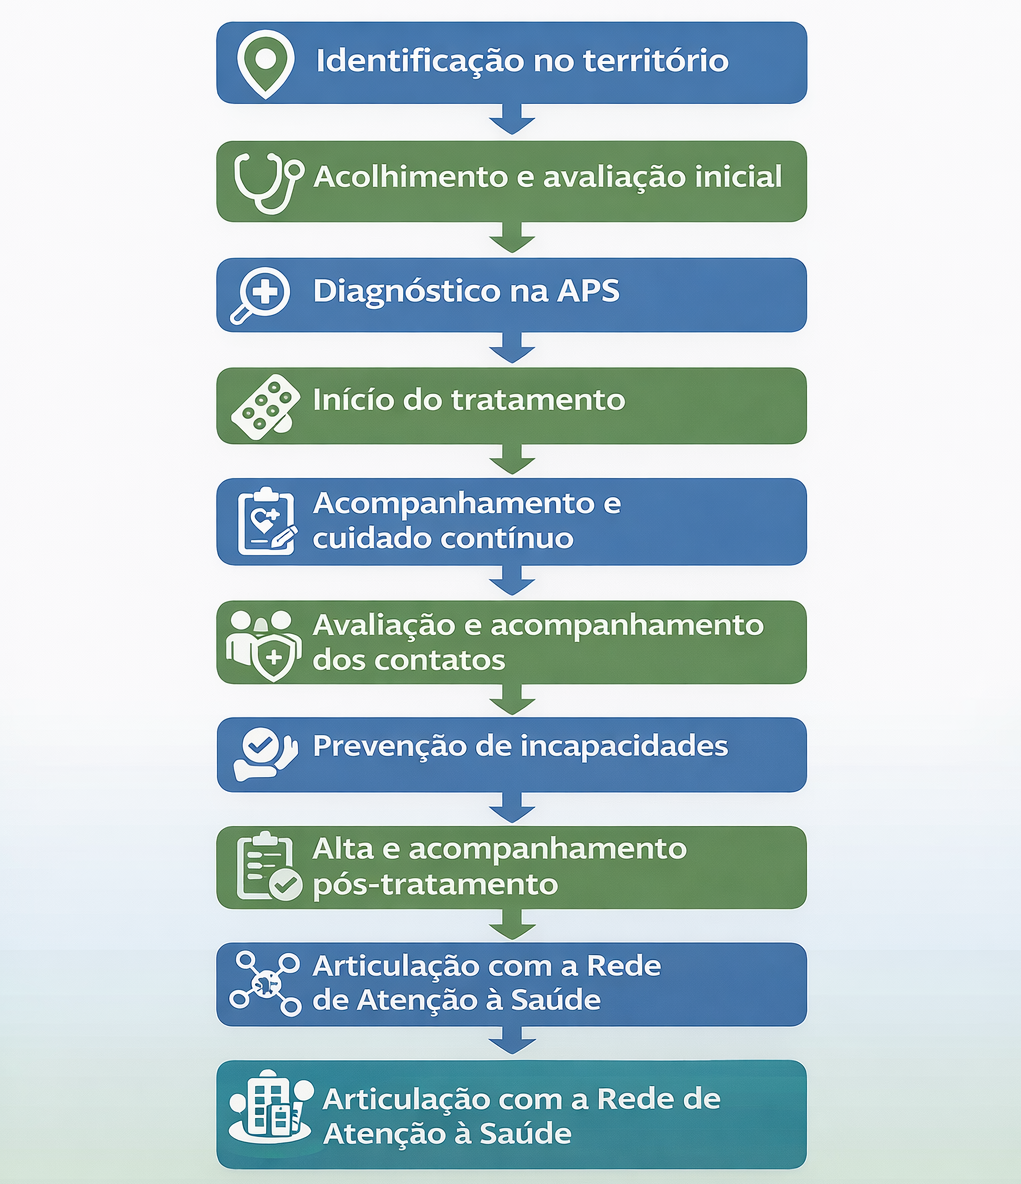 Identificação no território
Acolhimento e avaliação inicial
Diagnóstico na APS
Início do tratamento
Acompanhamento e
cuidado contínuo
Avaliação e acompanhamento
dos contatos
Prevenção de incapacidades
Alta e acompanhamento
pós-tratamento
Articulação com a Rede
de Atenção à Saúde
Articulação com a Rede de
Atenção à Saúde